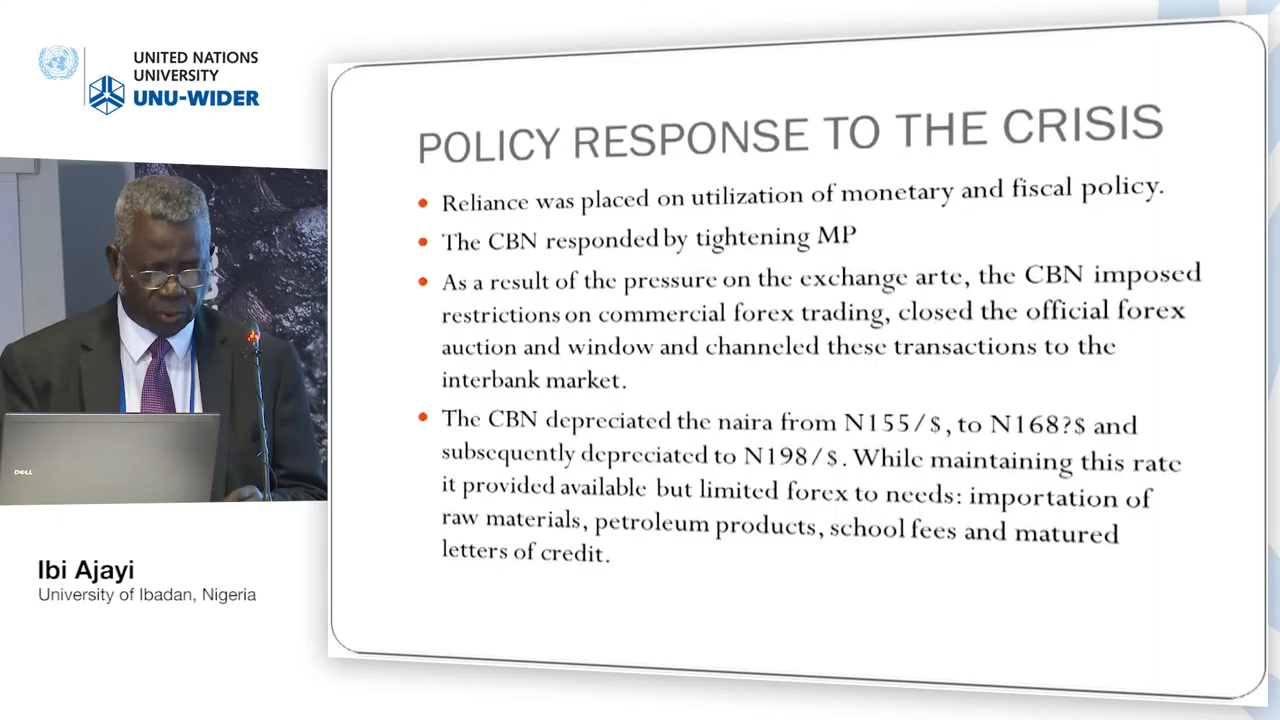 UNITED NATIONS
UNIVERSITY
UNU-WIDER
POLICY RESPONSE TO THE CRISIS
• Reliance was placed on utilization of monetary and fiscal policy.
• The CBN responded by tightening MP
• As a result of the pressure on the exchange arte, the CBN imposed
restrictions on commercial forex trading, closed the official forex
auction and window and channeled these transactions to the
interbank market.
• The CBN depreciated the naira from N155/$, to N168?$ and
subsequently depreciated to N198/$. While maintaining this rate
it provided available but limited forex to needs: importation of
raw materials, petroleum products, school fees and matured
letters of credit.
DELL
Ibi Ajayi
University of Ibadan, Nigeria